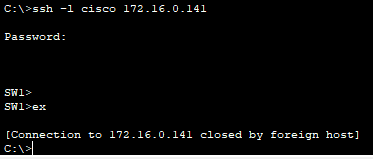 C:\>ssh -l cisco 172.16.0.141
Password:
SW1>
SW1>ex
[Connection to 172.16.0.141 closed by foreign host]
C:\>